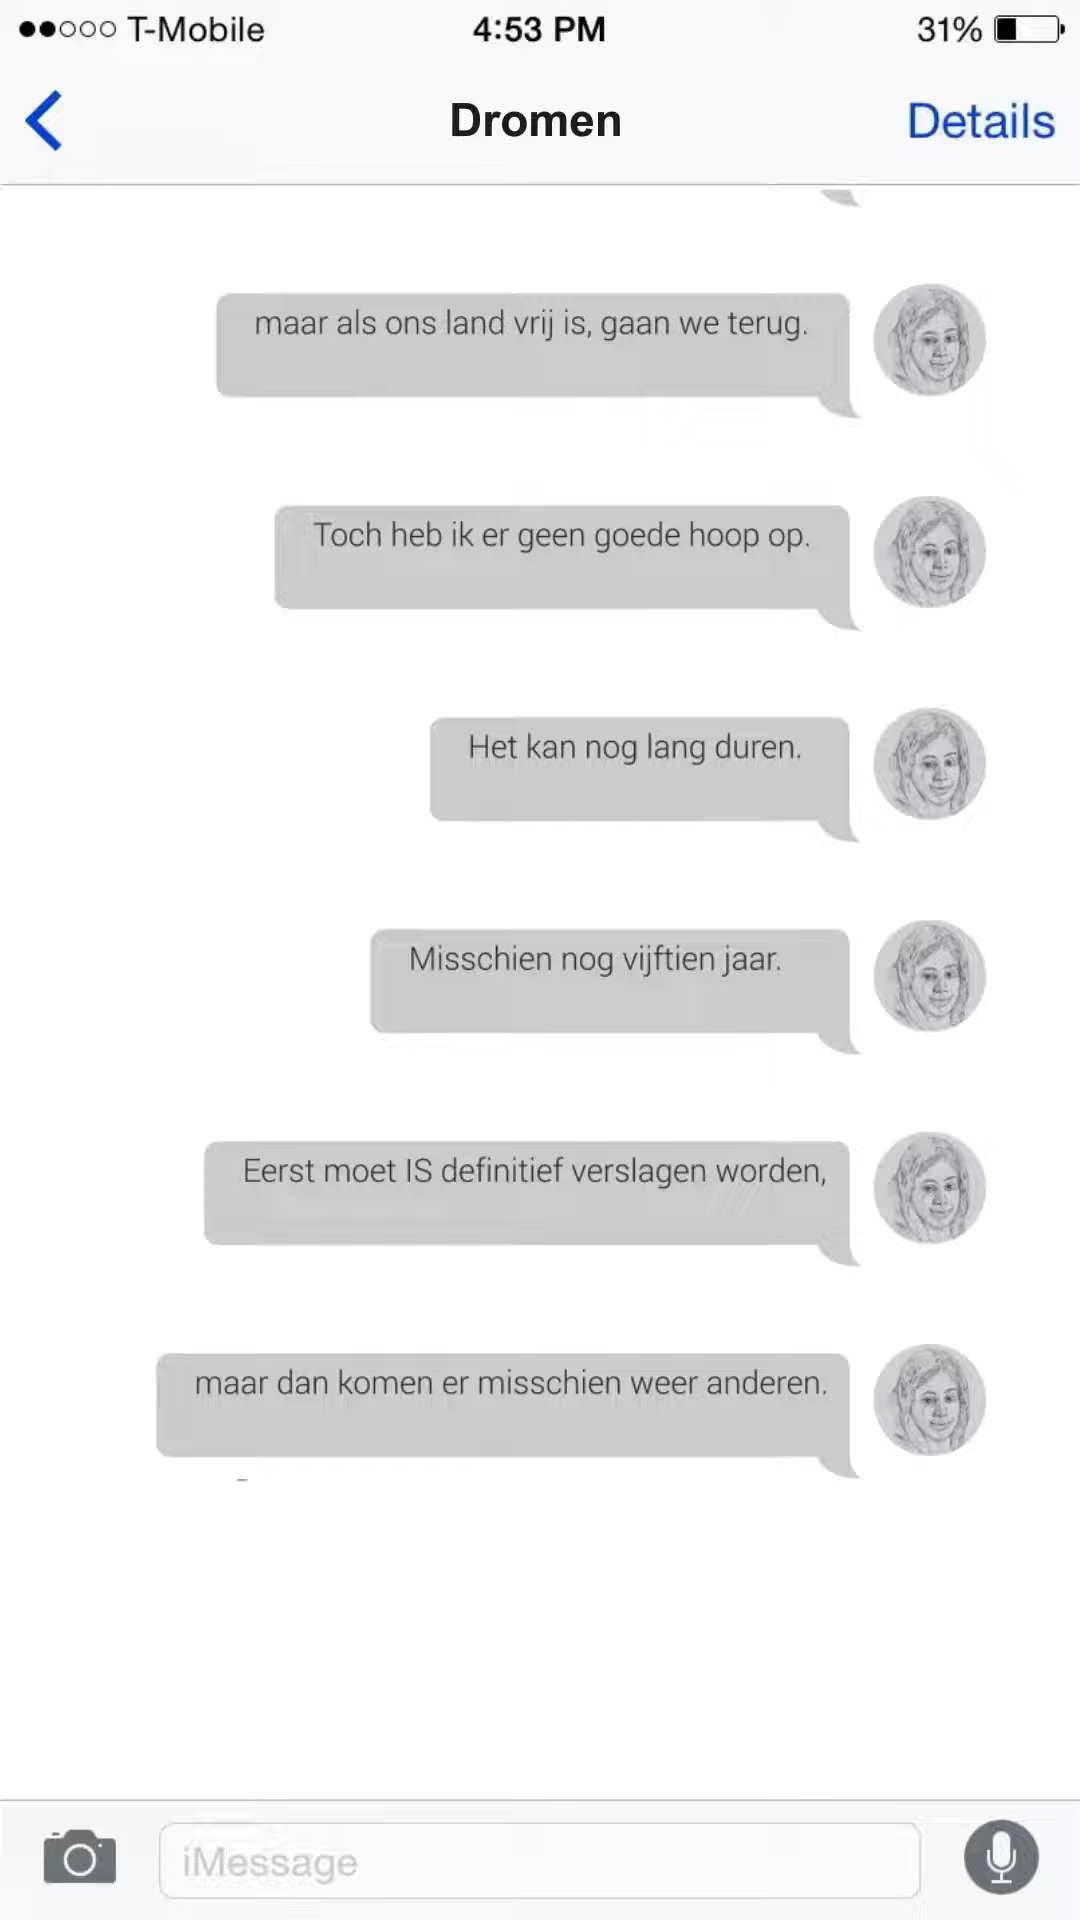 T-Mobile 4:53 PM 31%
Dromen Details
maar als ons land vrij is, gaan we terug.
Toch heb ik er geen goede hoop op.
Het kan nog lang duren.
Misschien nog vijftien jaar.
Eerst moet IS definitief verslagen worden,
maar dan komen er misschien weer anderen.
iMessage